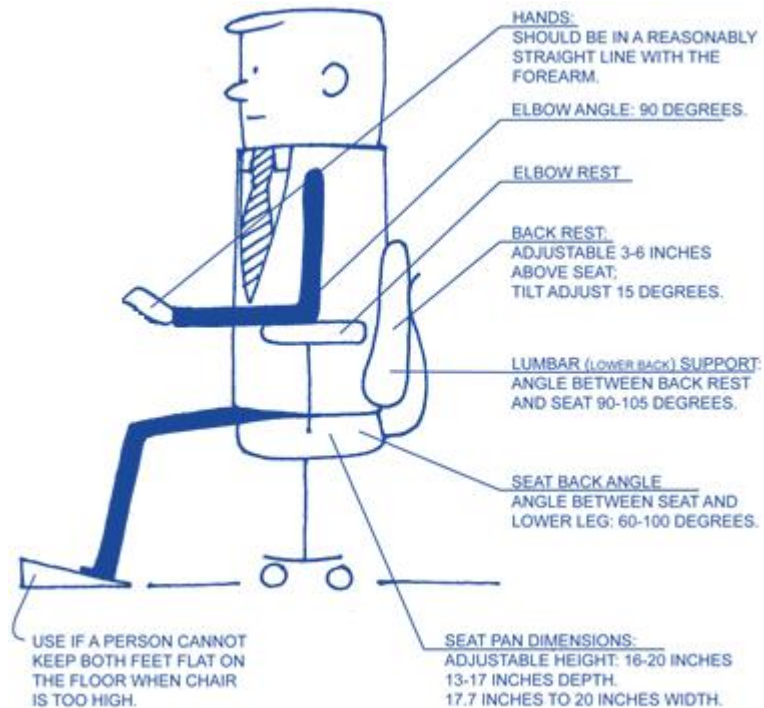 HANDS:
SHOULD BE IN A REASONABLY
STRAIGHT LINE WITH THE
FOREARM.
ELBOW ANGLE: 90 DEGREES.
ELBOW REST
BACK REST:
ADJUSTABLE 3-6 INCHES
ABOVE SEAT;
TILT ADJUST 15 DEGREES.
LUMBAR (LOWER BACK) SUPPORT:
ANGLE BETWEEN BACK REST
AND SEAT 90-105 DEGREES.
SEAT BACK ANGLE
ANGLE BETWEEN SEAT AND
LOWER LEG: 60-100 DEGREES.
USE IF A PERSON CANNOT
KEEP BOTH FEET FLAT ON
THE FLOOR WHEN CHAIR
IS TOO HIGH.
SEAT PAN DIMENSIONS:
ADJUSTABLE HEIGHT: 16-20 INCHES
13-17 INCHES DEPTH.
17.7 INCHES TO 20 INCHES WIDTH.